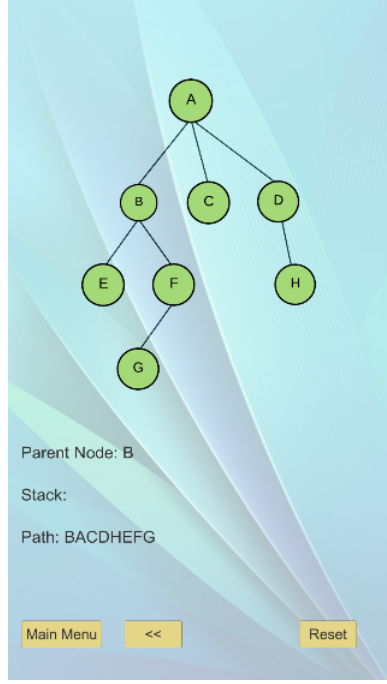 A
B
C
D
E
F
H
G
Parent Node: B
Stack:
Path: BACDHEFG
Main Menu
<<
Reset